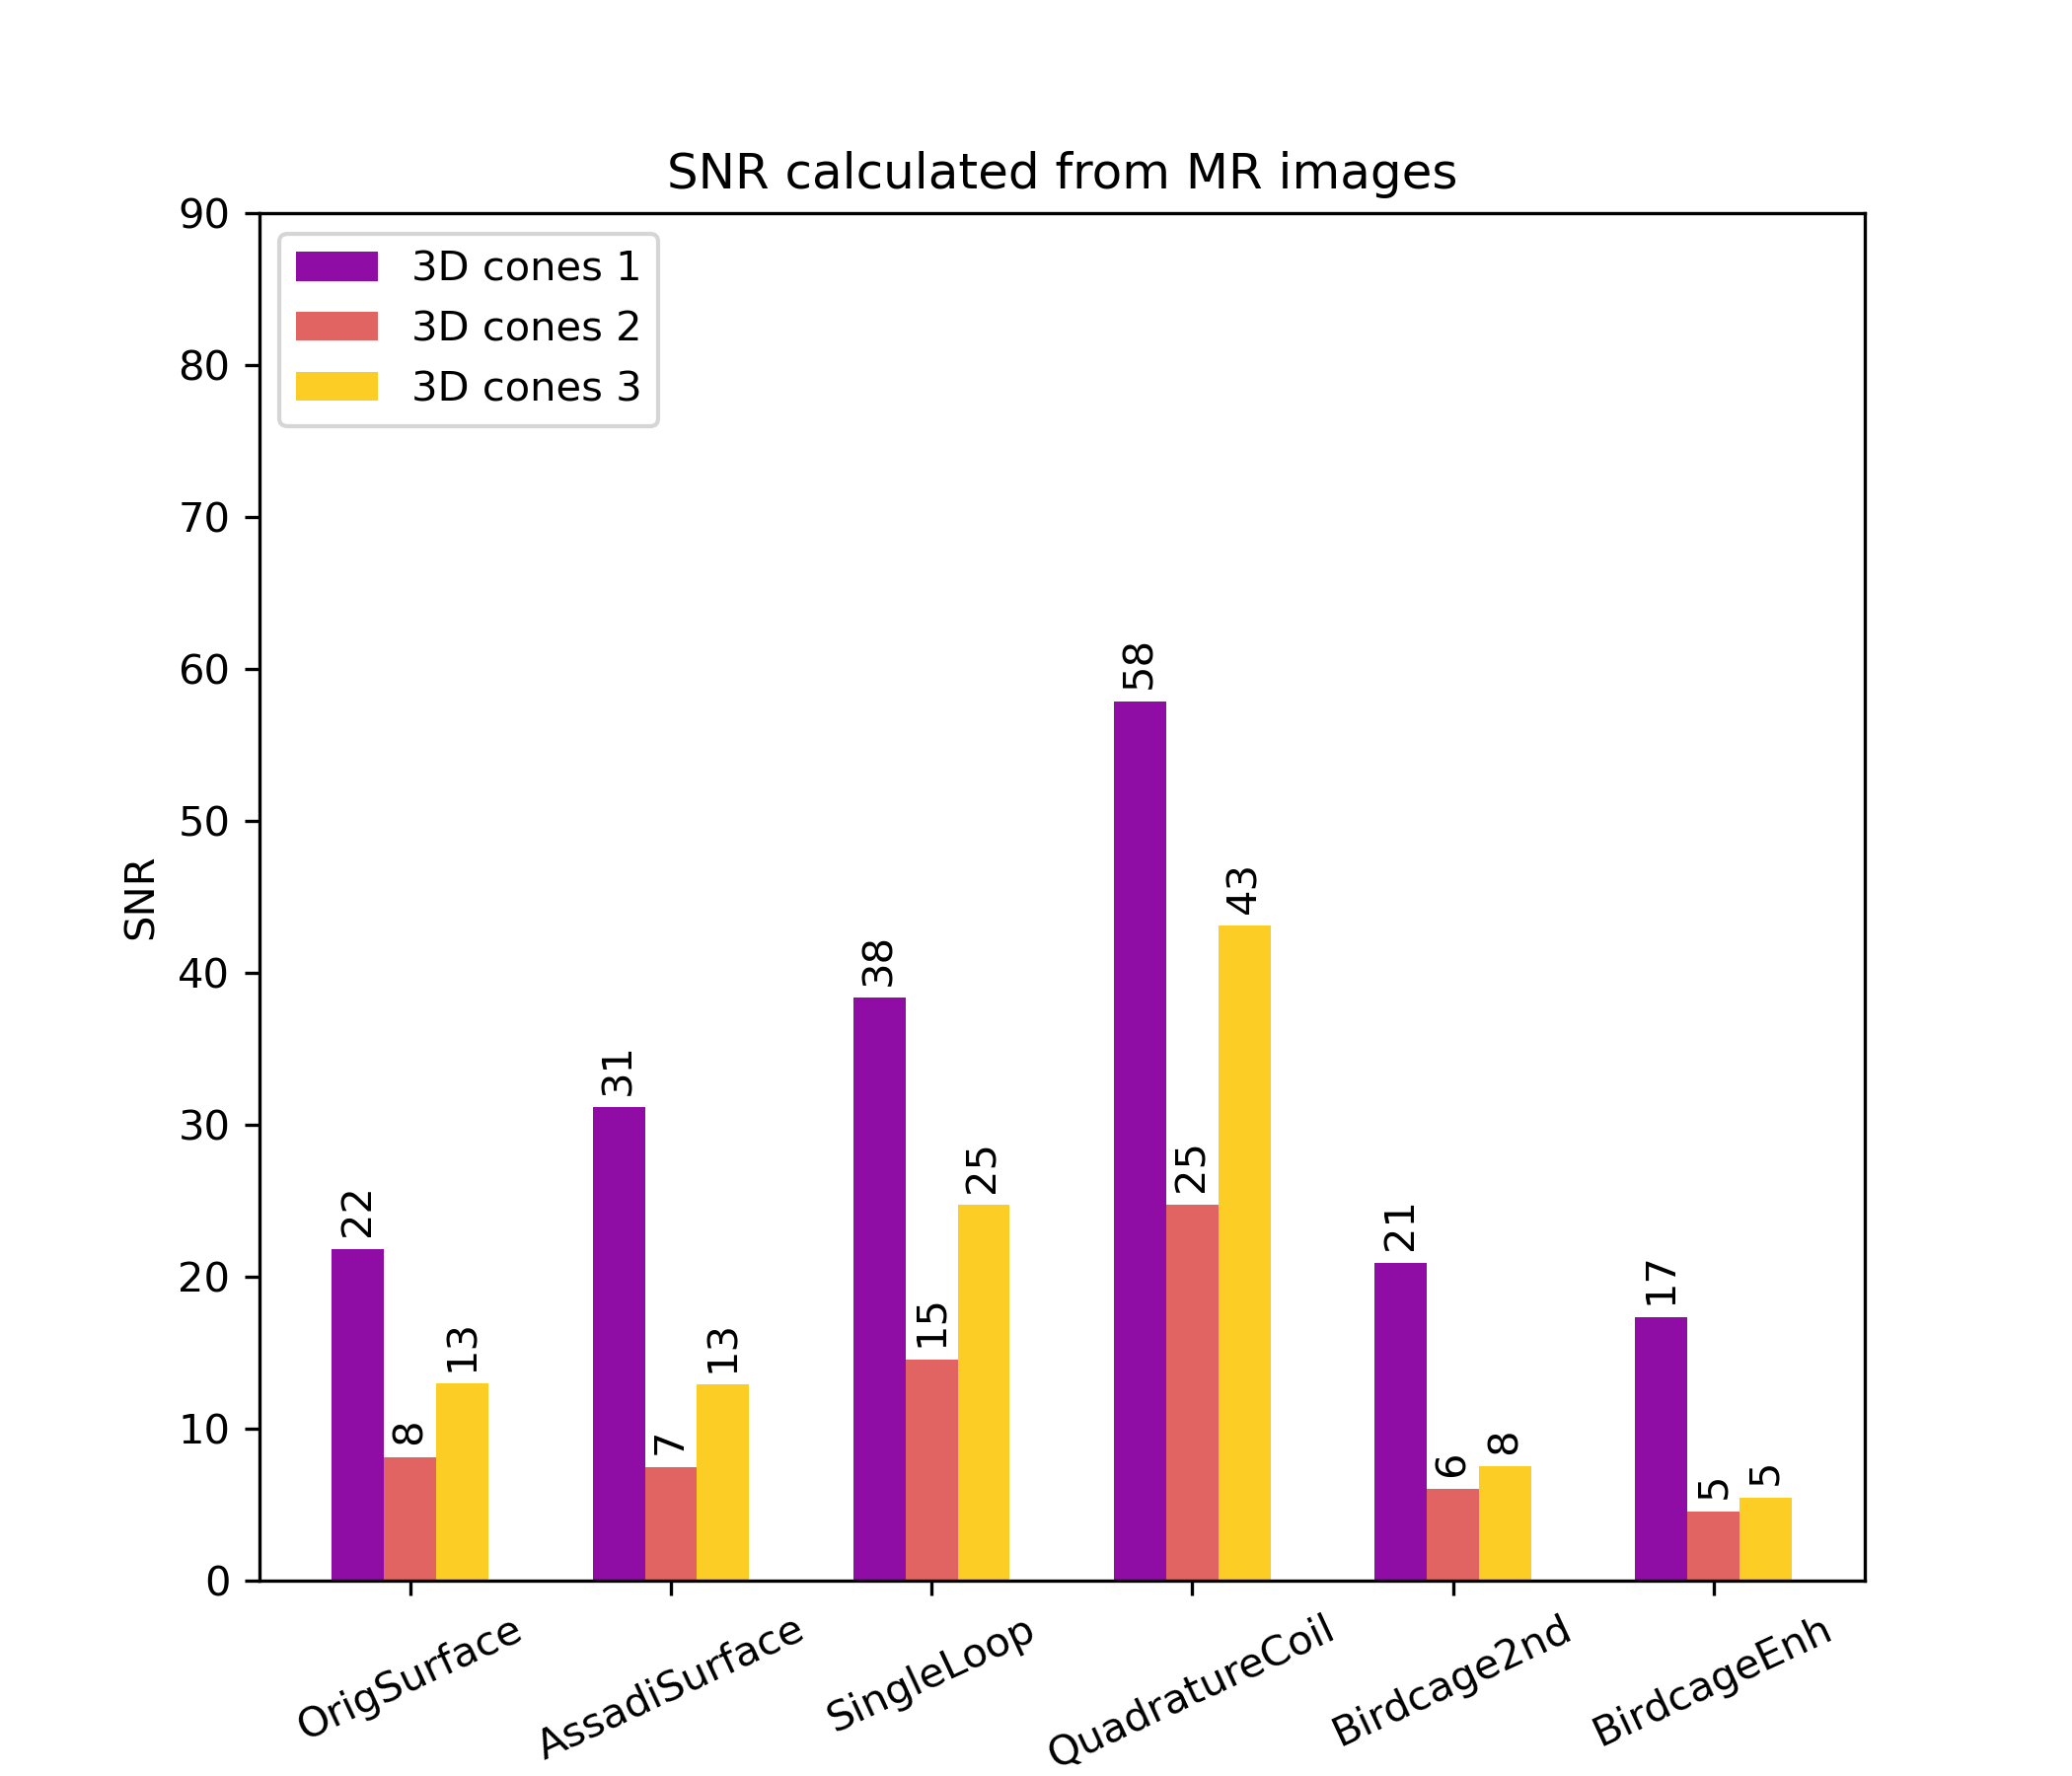 SNR calculated from MR images
90
80
70
60
50
40
30
20
10
0
SNR
3D cones 1
3D cones 2
3D cones 3
22
8
13
31
7
13
38
15
25
58
25
43
21
6
8
17
5
5
OrigSurface
AssadiSurface
SingleLoop
QuadratureCoil
Birdcage2nd
BirdcageEnh